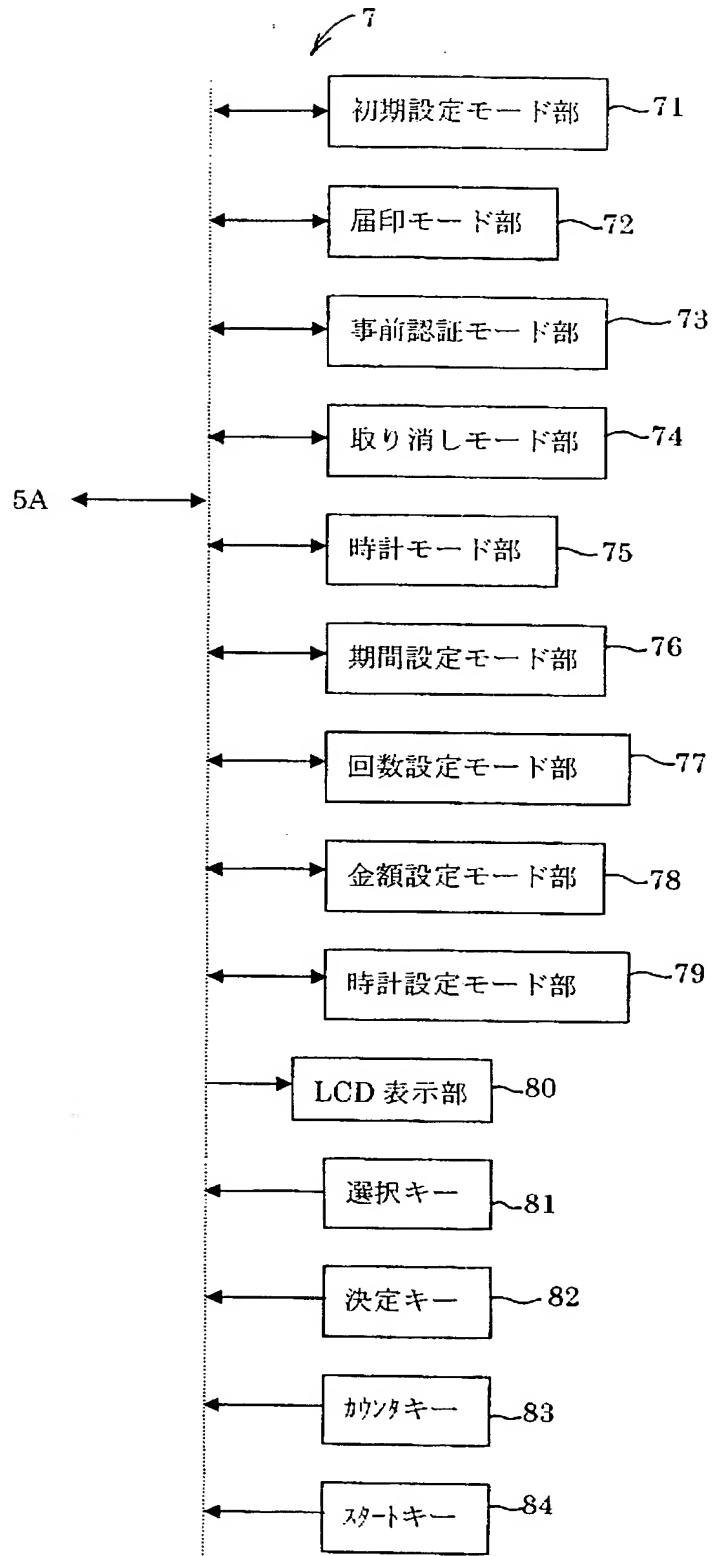 7
初期設定モード部 71
届印モード部 72
事前認証モード部 73
取り消しモード部 74
5A
時計モード部 75
期間設定モード部 76
回数設定モード部 77
金額設定モード部 78
時計設定モード部 79
LCD 表示部 80
選択キー 81
決定キー 82
ｶｳﾝﾀキー 83
ｽﾀｰﾄキー 84